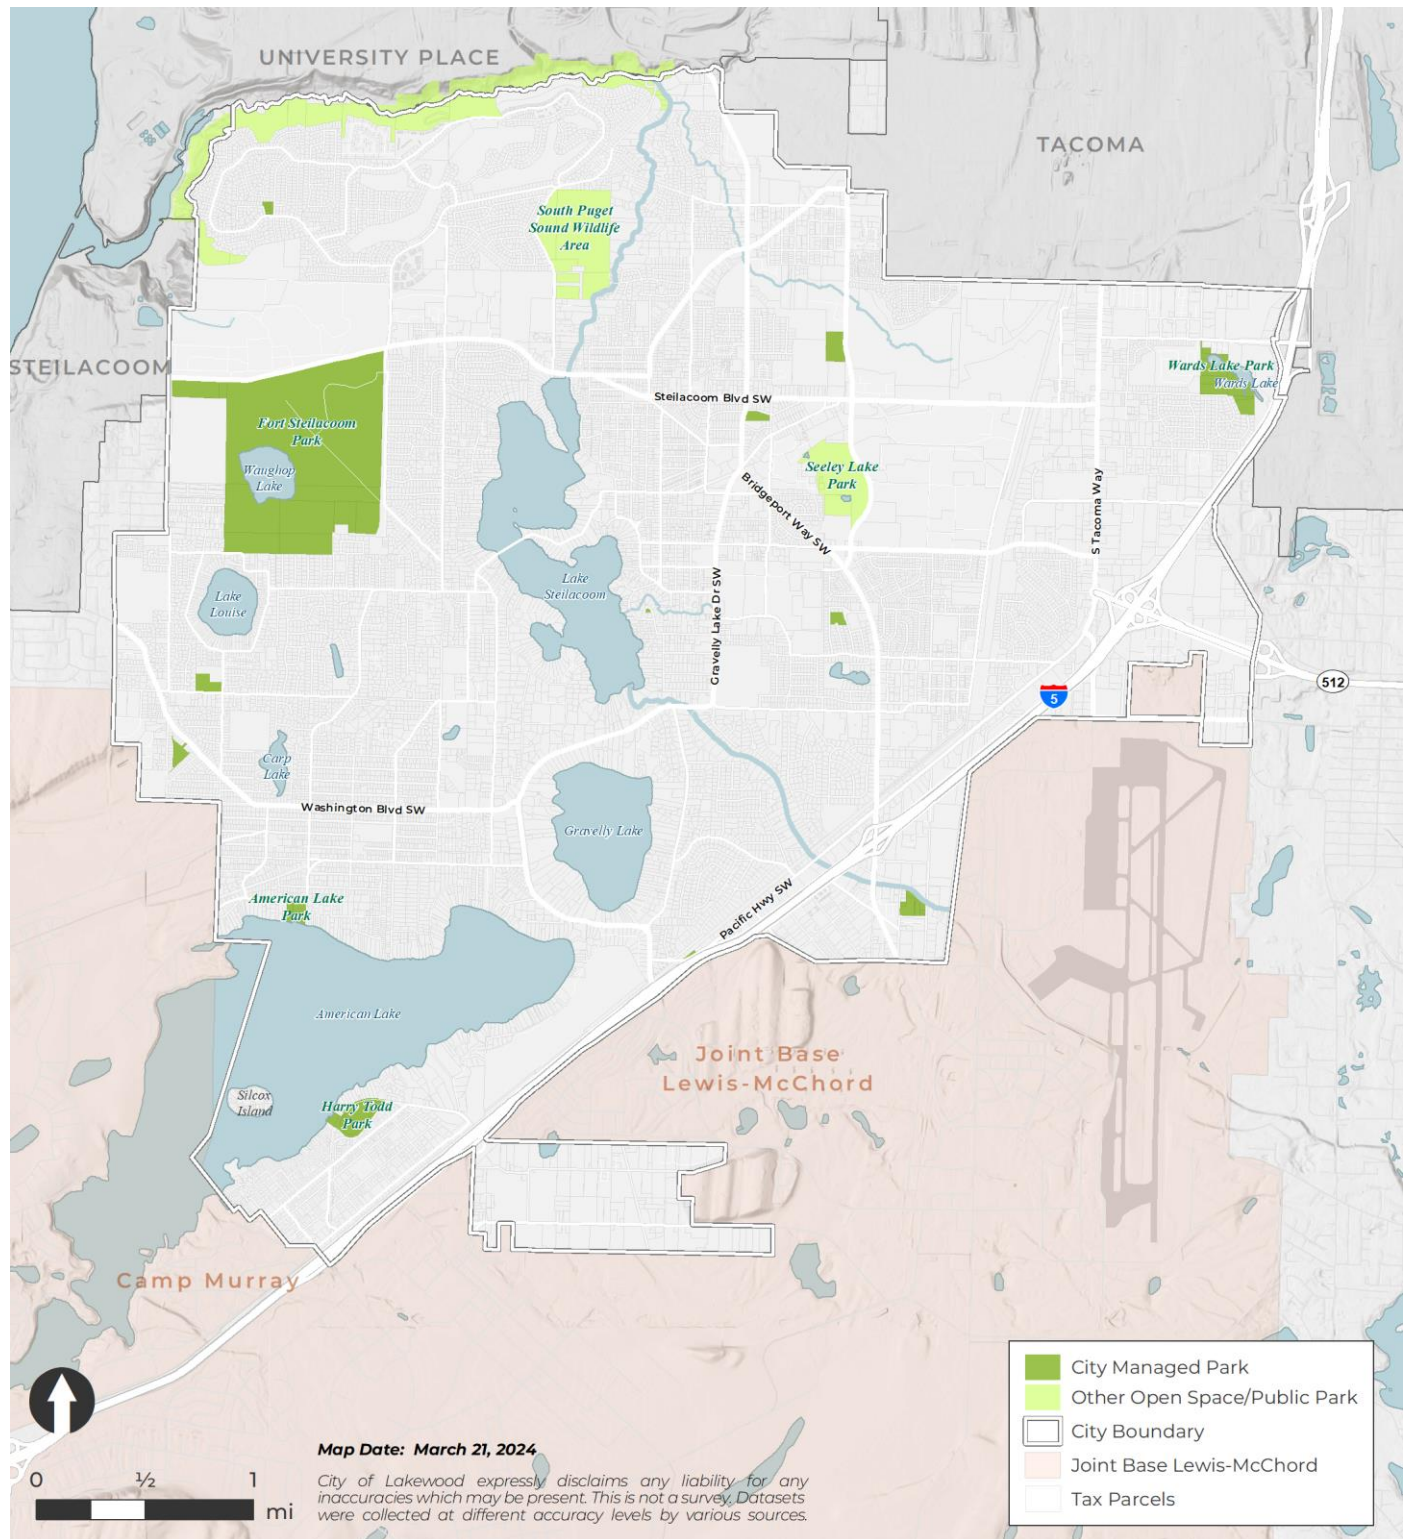 UNIVERSITY PLACE
TACOMA
South Puget
Sound Wildlife
Area
STEILACOOM
Wards Lake Park
Wards Lake
Steilacoom Blvd SW
Fort Steilacoom
Park
Waughop
Lake
Seeley Lake
Park
Bridgeport Way SW
S Tacoma Way
Lake
Steilacoom
Gravelly Lake Dr SW
Lake
Louise
512
5
Carp
Lake
Washington Blvd SW
Gravelly Lake
American Lake
Park
Pacific Hwy SW
American Lake
Joint Base
Lewis-McChord
Silcox
Island
Harry Todd
Park
Camp Murray
City Managed Park
Other Open Space/Public Park
City Boundary
Joint Base Lewis-McChord
Tax Parcels
Map Date: March 21, 2024
0 ½ 1
mi
City of Lakewood expressly disclaims any liability for any
inaccuracies which may be present. This is not a survey. Datasets
were collected at different accuracy levels by various sources.